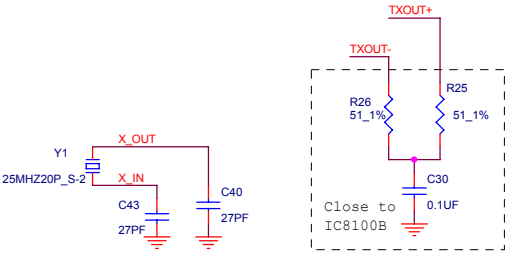 TXOUT+
TXOUT-
R25
51_1%
R26
51_1%
C30
0.1UF
Close to
IC8100B
X_OUT
Y1
25MHZ20P_S-2
X_IN
C40
27PF
C43
27PF